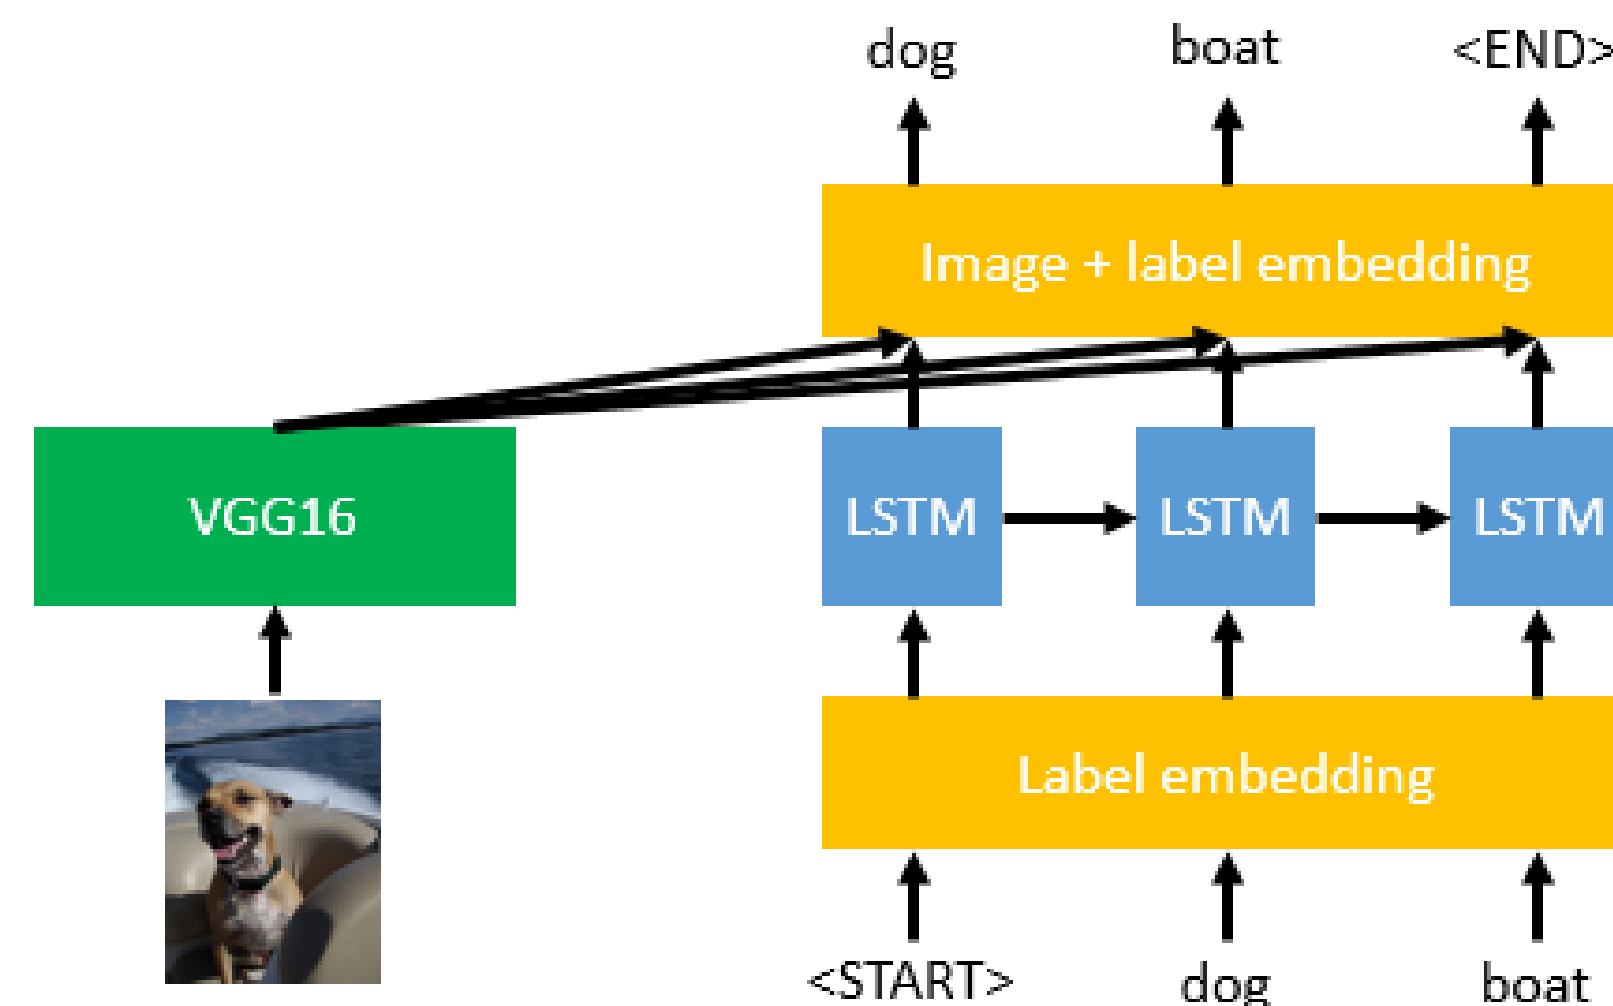 dog boat <END>
Image + label embedding
VGG16 LSTM LSTM LSTM
Label embedding
<START> dog boat